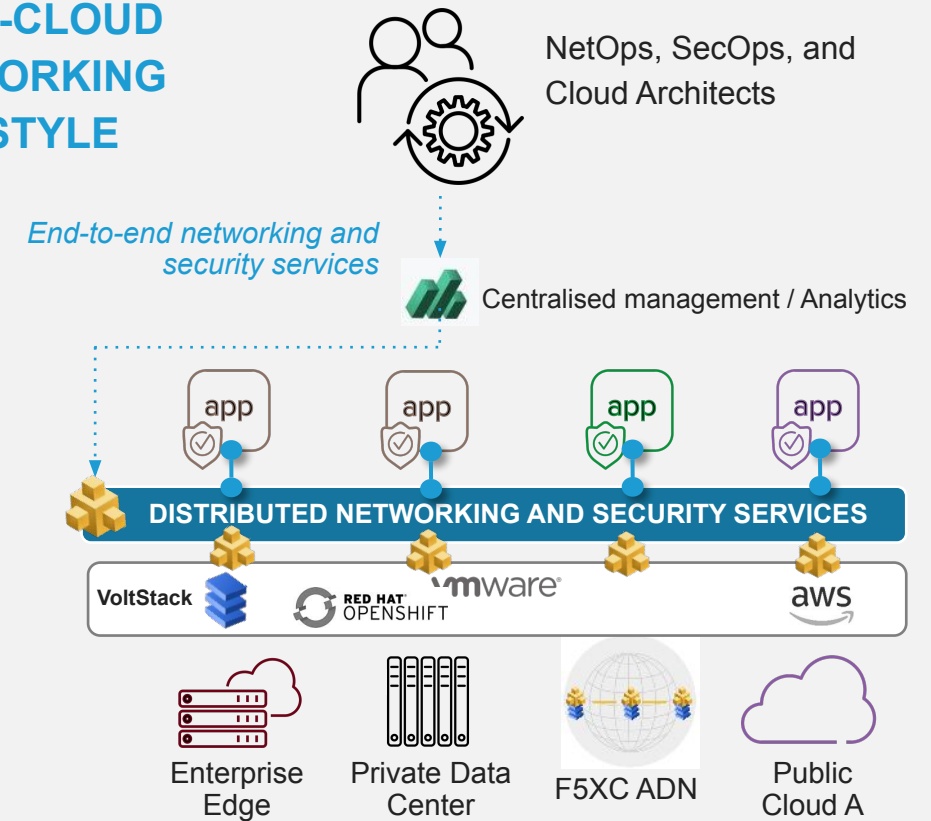 -CLOUD
ORKING
STYLE
NetOps, SecOps, and
Cloud Architects
End-to-end networking and
security services
Centralised management / Analytics
app
app
app
app
DISTRIBUTED NETWORKING AND SECURITY SERVICES
VoltStack
RED HAT®
OPENSHIFT
vmware®
aws
Enterprise
Edge
Private Data
Center
F5XC ADN
Public
Cloud A